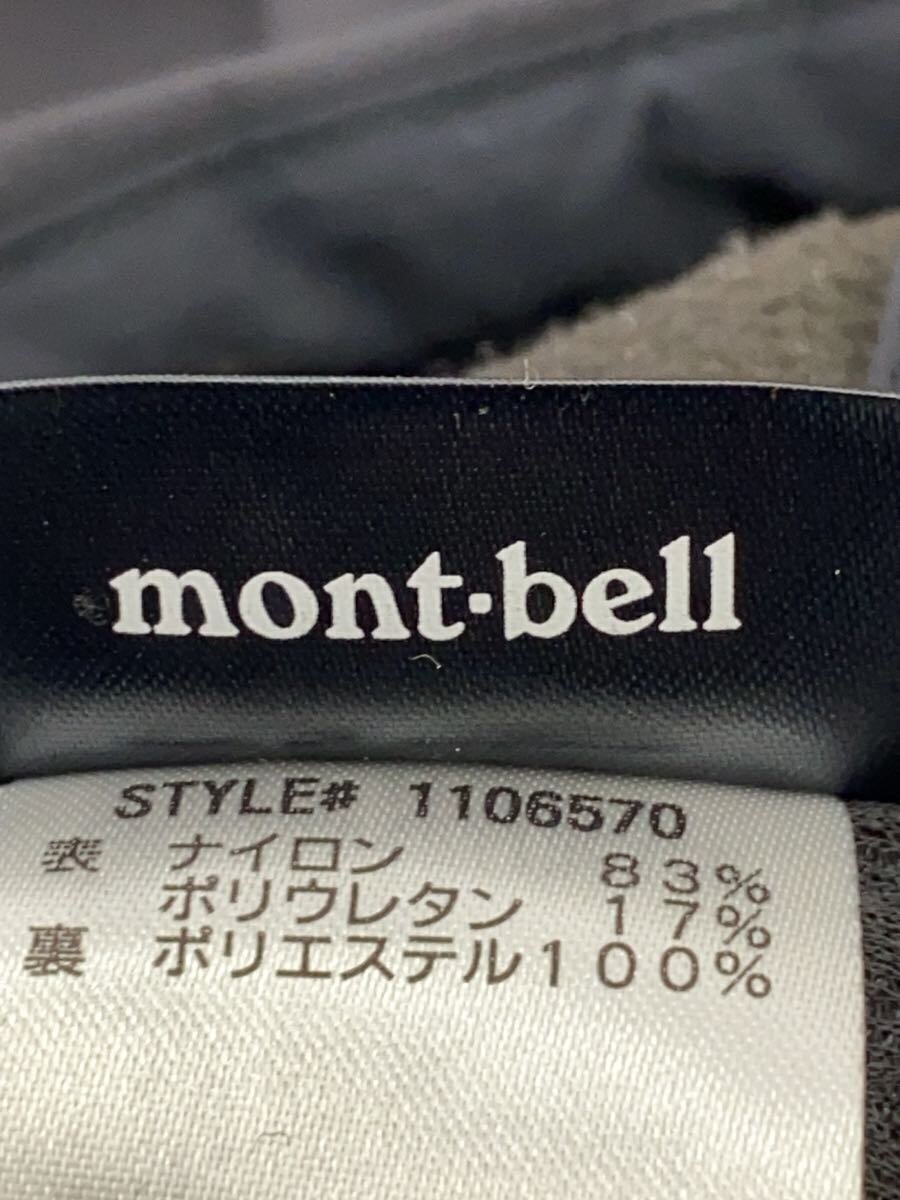 mont·bell
STYLE# 1106570
表 ナイロン 83%
ポリウレタン 17%
裏 ポリエステル100%